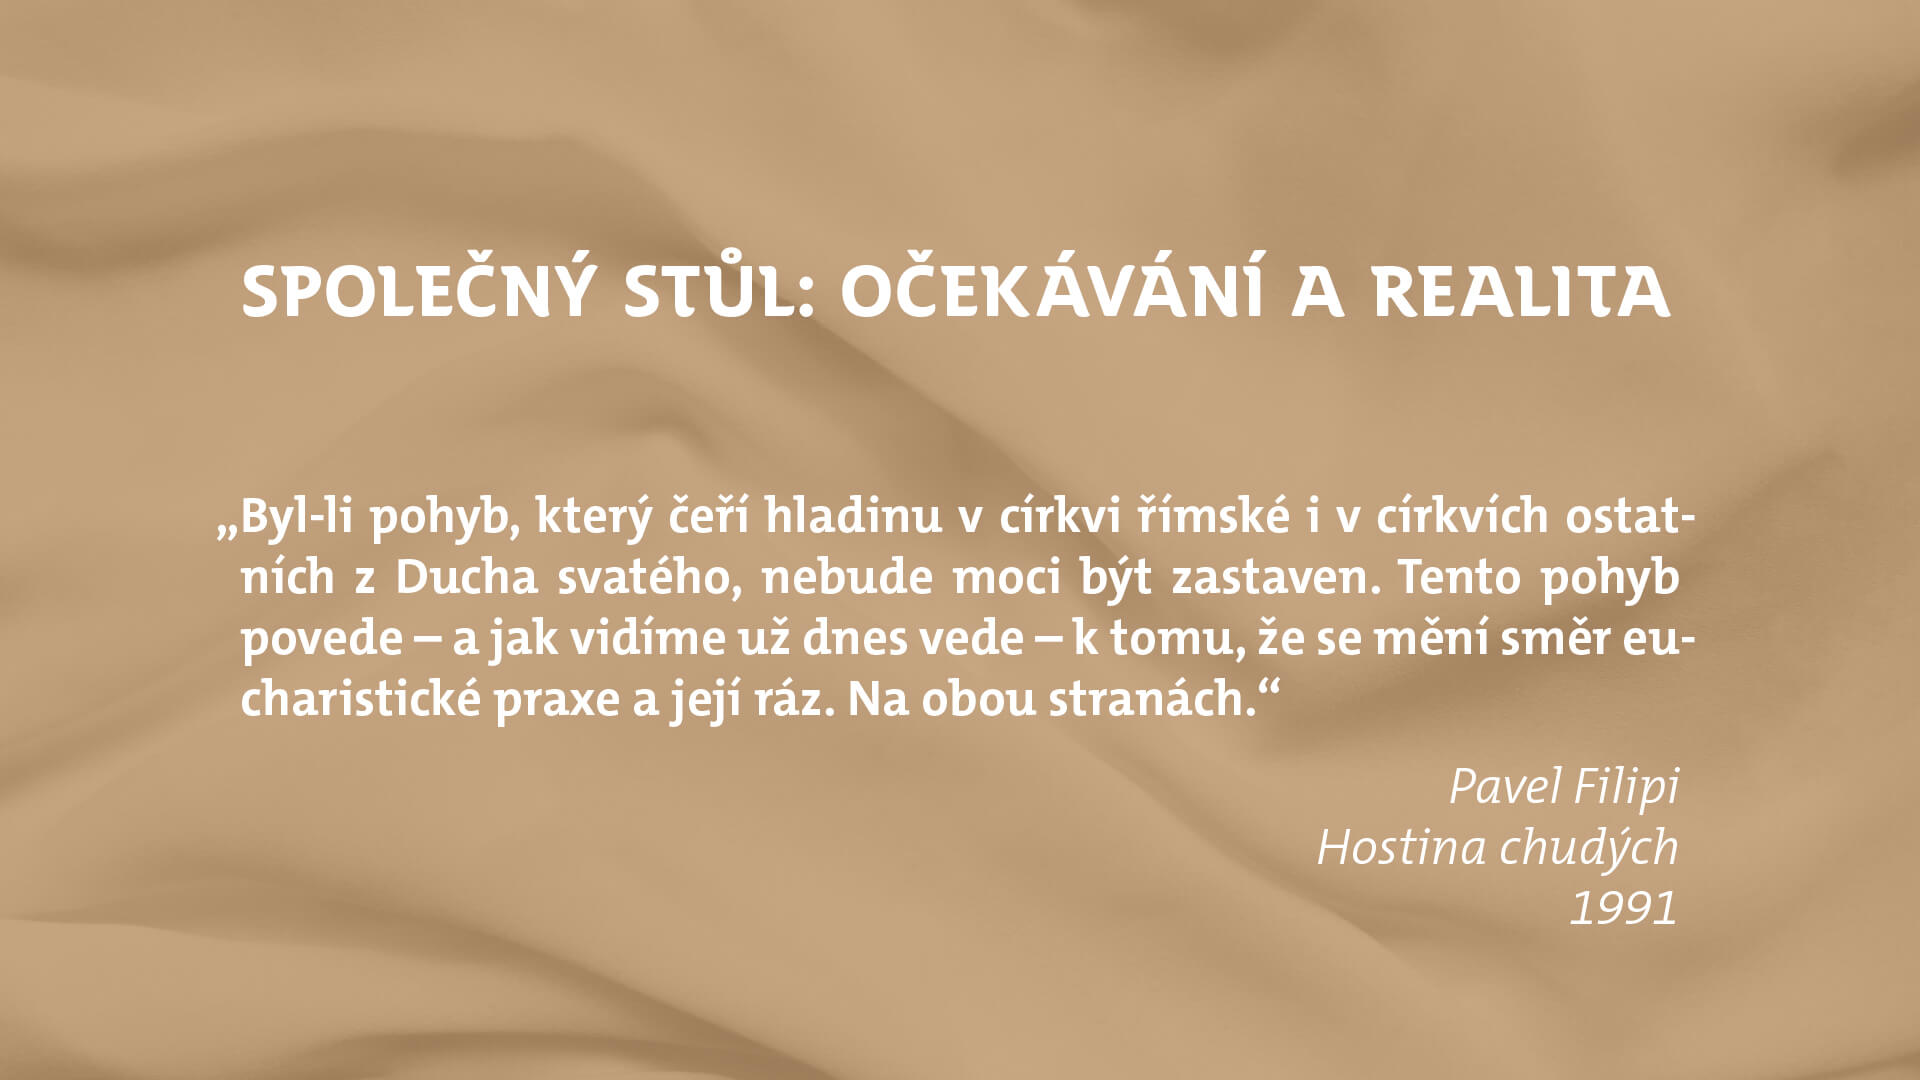 SPOLEČNÝ STŮL: OČEKÁVÁNÍ A REALITA
„Byl-li pohyb, který čeří hladinu v církvi římské i v církvích ostat-
ních z Ducha svatého, nebude moci být zastaven. Tento pohyb
povede – a jak vidíme už dnes vede – k tomu, že se mění směr eu-
charistické praxe a její ráz. Na obou stranách.“
Pavel Filipi
Hostina chudých
1991